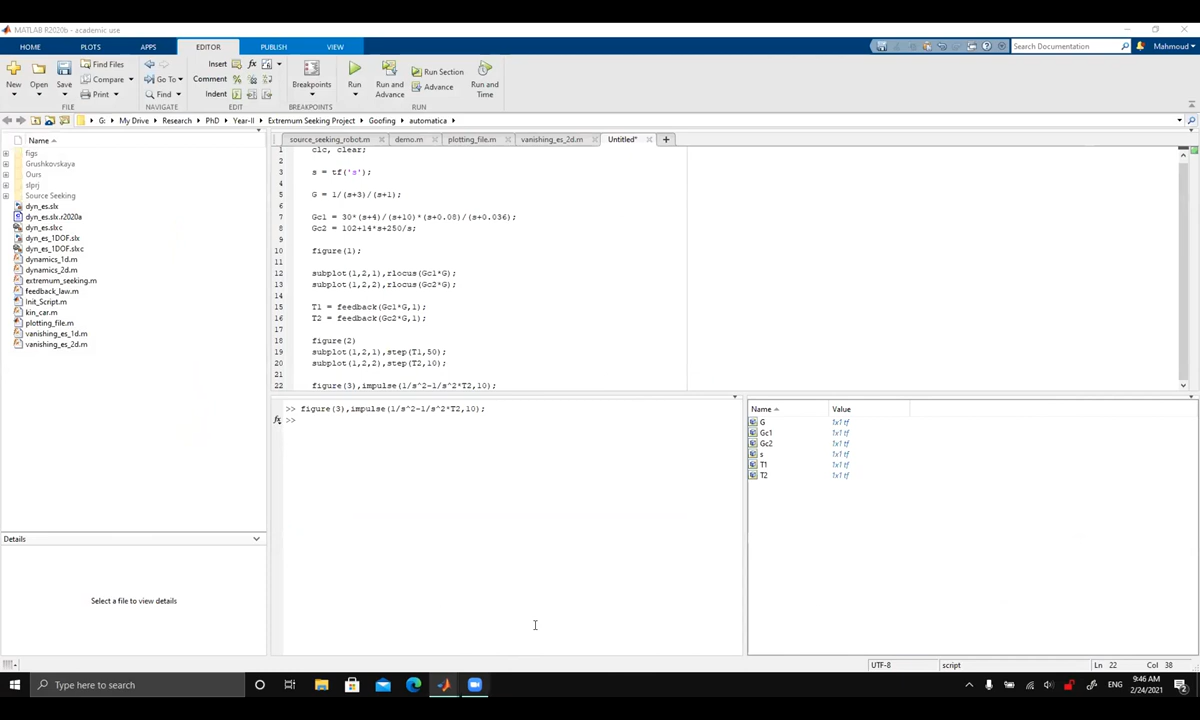 MATLAB R2020b - academic use
HOME PLOTS APPS EDITOR PUBLISH VIEW Search Documentation Mahmoud
New Open Save Find Files Compare Print Go To Find Insert Comment Indent Breakpoints Run Run and Advance Run Section Advance Run and Time
FILE NAVIGATE EDIT BREAKPOINTS RUN
G: My Drive Research PhD Year-II Extremum Seeking Project Goofing automatica
Name
figs
Grushkovskaya
Ours
slprj
Source Seeking
dyn_es.slx
dyn_es.slx.r2020a
dyn_es.slxc
dyn_es_1DOF.slx
dyn_es_1DOF.slxc
dynamics_1d.m
dynamics_2d.m
extremum_seeking.m
feedback_law.m
Init_Script.m
kin_car.m
plotting_file.m
vanishing_es_1d.m
vanishing_es_2d.m
Details
Select a file to view details
source_seeking_robot.m demo.m plotting_file.m vanishing_es_2d.m Untitled*
1 clc, clear;
2
3 s = tf('s');
4
5 G = 1/(s+3)/(s+1);
6
7 Gc1 = 30*(s+4)/(s+10)*(s+0.08)/(s+0.036);
8 Gc2 = 102+14*s+250/s;
9
10 figure(1);
11
12 subplot(1,2,1),rlocus(Gc1*G);
13 subplot(1,2,2),rlocus(Gc2*G);
14
15 T1 = feedback(Gc1*G,1);
16 T2 = feedback(Gc2*G,1);
17
18 figure(2)
19 subplot(1,2,1),step(T1,50);
20 subplot(1,2,2),step(T2,10);
21
22 figure(3),impulse(1/s^2-1/s^2*T2,10);
>> figure(3),impulse(1/s^2-1/s^2*T2,10);
fx >>
Name Value
G 1x1 tf
Gc1 1x1 tf
Gc2 1x1 tf
s 1x1 tf
T1 1x1 tf
T2 1x1 tf
UTF-8 script Ln 22 Col 38
Type here to search
ENG
9:46 AM
2/24/2021
2